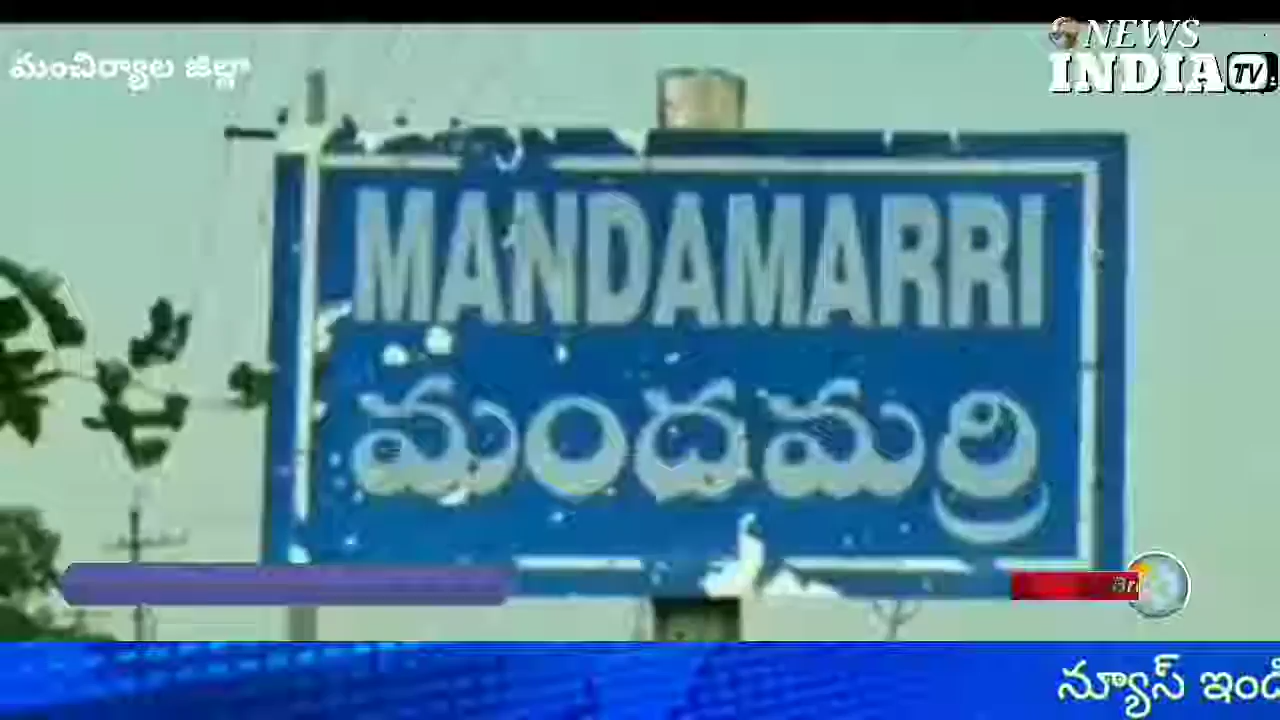 మంచిర్యాల జిల్లా
NEWS
INDIA TV
MANDAMARRI
మందమర్రి
న్యూస్